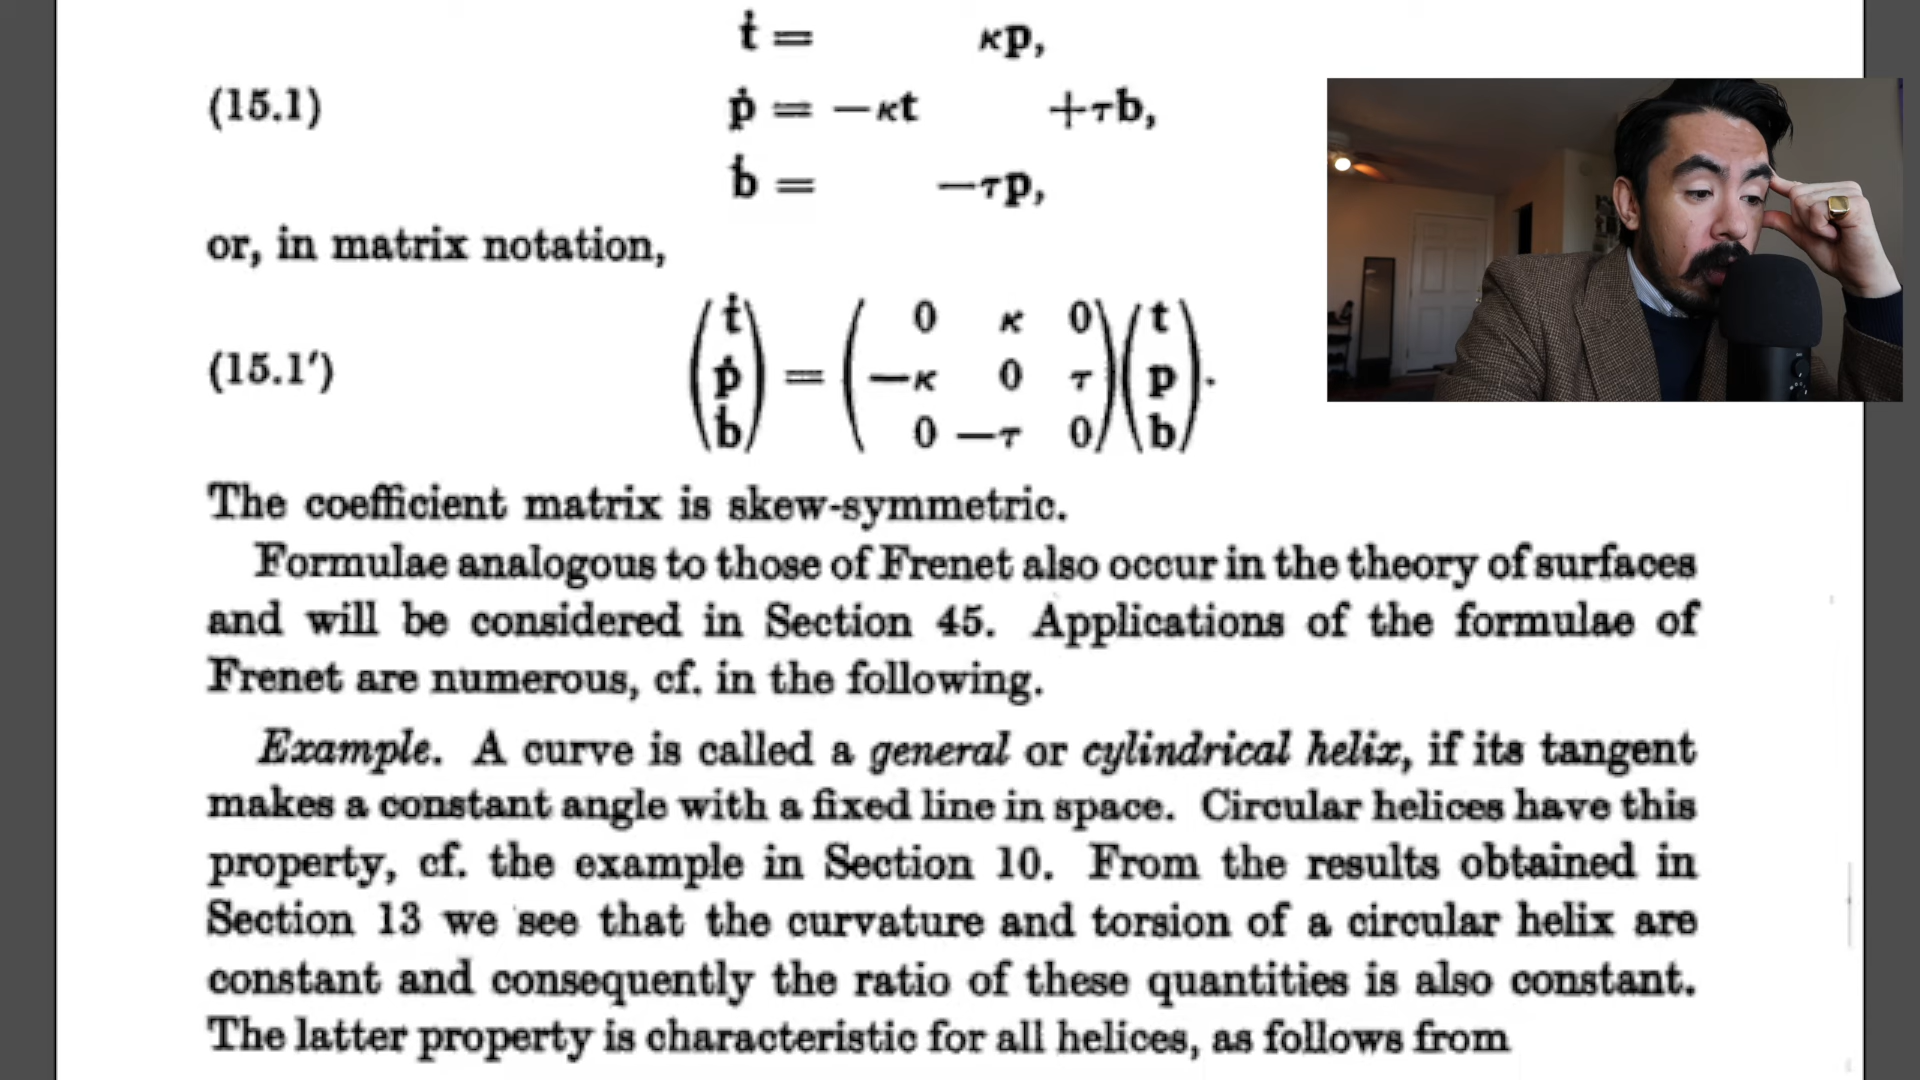 ṫ = κp,
(15.1) ṗ = −κt +τb,
ḃ = −τp,
or, in matrix notation,
(15.1′) (ṫ ṗ ḃ) = (0 κ 0 −κ 0 τ 0 −τ 0)(t p b).
The coefficient matrix is skew-symmetric.
Formulae analogous to those of Frenet also occur in the theory of surfaces
and will be considered in Section 45. Applications of the formulae of
Frenet are numerous, cf. in the following.
Example. A curve is called a general or cylindrical helix, if its tangent
makes a constant angle with a fixed line in space. Circular helices have this
property, cf. the example in Section 10. From the results obtained in
Section 13 we see that the curvature and torsion of a circular helix are
constant and consequently the ratio of these quantities is also constant.
The latter property is characteristic for all helices, as follows from